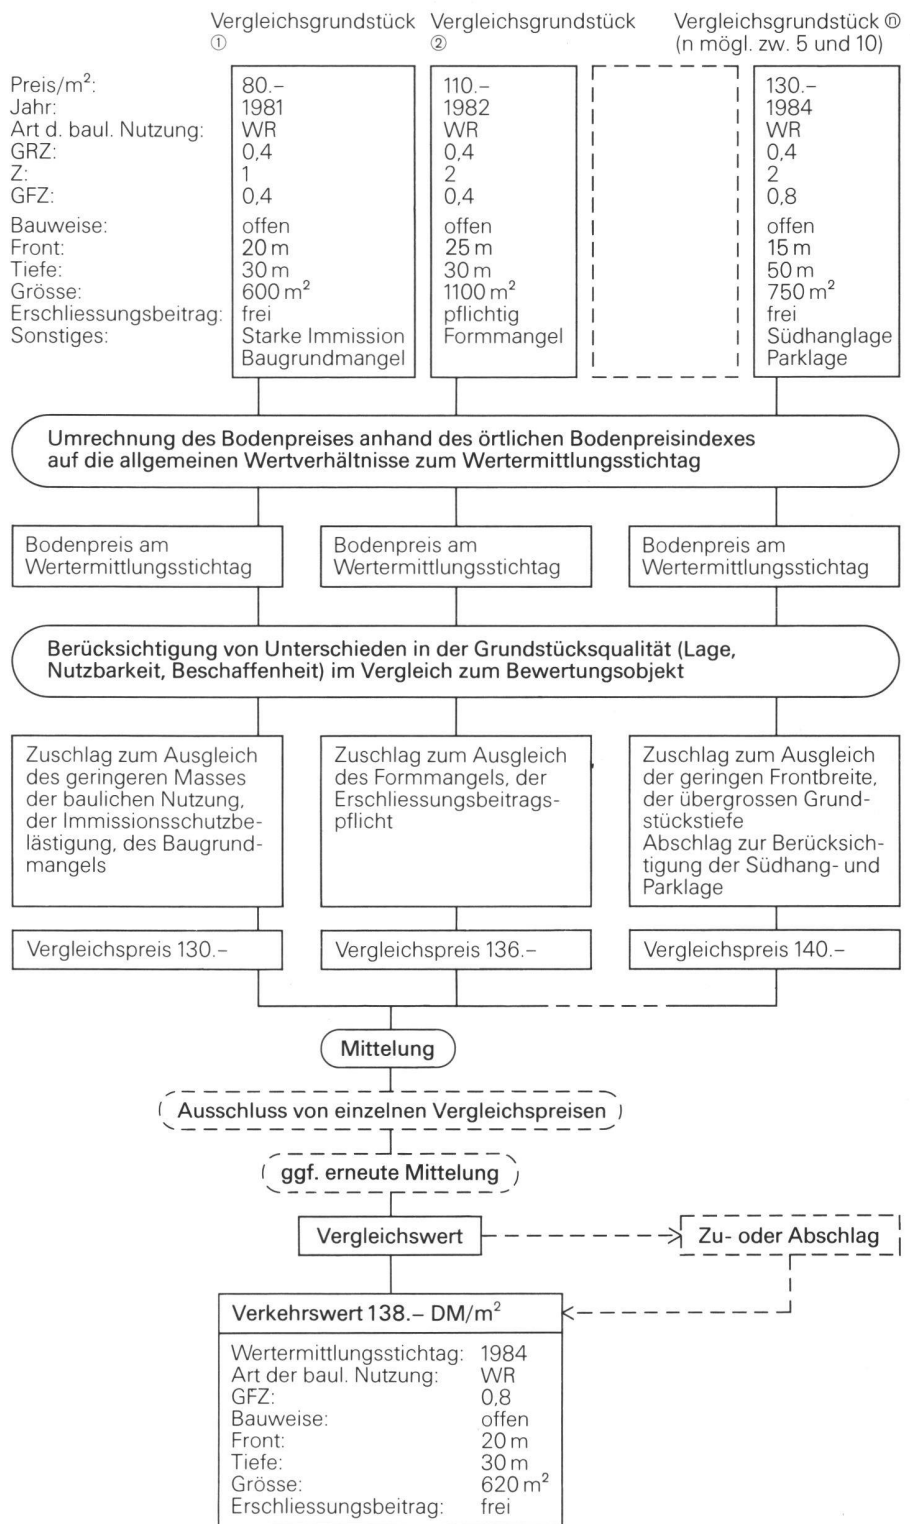 Vergleichsgrundstück Vergleichsgrundstück Vergleichsgrundstück ⓝ
① ② (n mögl. zw. 5 und 10)
Preis/m²: 80.– 110.– 130.–
Jahr: 1981 1982 1984
Art d. baul. Nutzung: WR WR WR
GRZ: 0,4 0,4 0,4
Z: 1 2 2
GFZ: 0,4 0,4 0,8
Bauweise: offen offen offen
Front: 20 m 25 m 15 m
Tiefe: 30 m 30 m 50 m
Grösse: 600 m² 1100 m² 750 m²
Erschliessungsbeitrag: frei pflichtig frei
Sonstiges: Starke Immission Formmangel Südhanglage
Baugrundmangel Parklage
Umrechnung des Bodenpreises anhand des örtlichen Bodenpreisindexes
auf die allgemeinen Wertverhältnisse zum Wertermittlungsstichtag
Bodenpreis am
Wertermittlungsstichtag
Bodenpreis am
Wertermittlungsstichtag
Bodenpreis am
Wertermittlungsstichtag
Berücksichtigung von Unterschieden in der Grundstücksqualität (Lage,
Nutzbarkeit, Beschaffenheit) im Vergleich zum Bewertungsobjekt
Zuschlag zum Ausgleich
des geringeren Masses
der baulichen Nutzung,
der Immissionsschutzbe-
lästigung, des Baugrund-
mangels
Zuschlag zum Ausgleich
des Formmangels, der
Erschliessungsbeitrags-
pflicht
Zuschlag zum Ausgleich
der geringen Frontbreite,
der übergrossen Grund-
stückstiefe
Abschlag zur Berücksich-
tigung der Südhang- und
Parklage
Vergleichspreis 130.–
Vergleichspreis 136.–
Vergleichspreis 140.–
Mittelung
Ausschluss von einzelnen Vergleichspreisen
ggf. erneute Mittelung
Vergleichswert
Zu- oder Abschlag
Verkehrswert 138.– DM/m²
Wertermittlungsstichtag: 1984
Art der baul. Nutzung: WR
GFZ: 0,8
Bauweise: offen
Front: 20 m
Tiefe: 30 m
Grösse: 620 m²
Erschliessungsbeitrag: frei